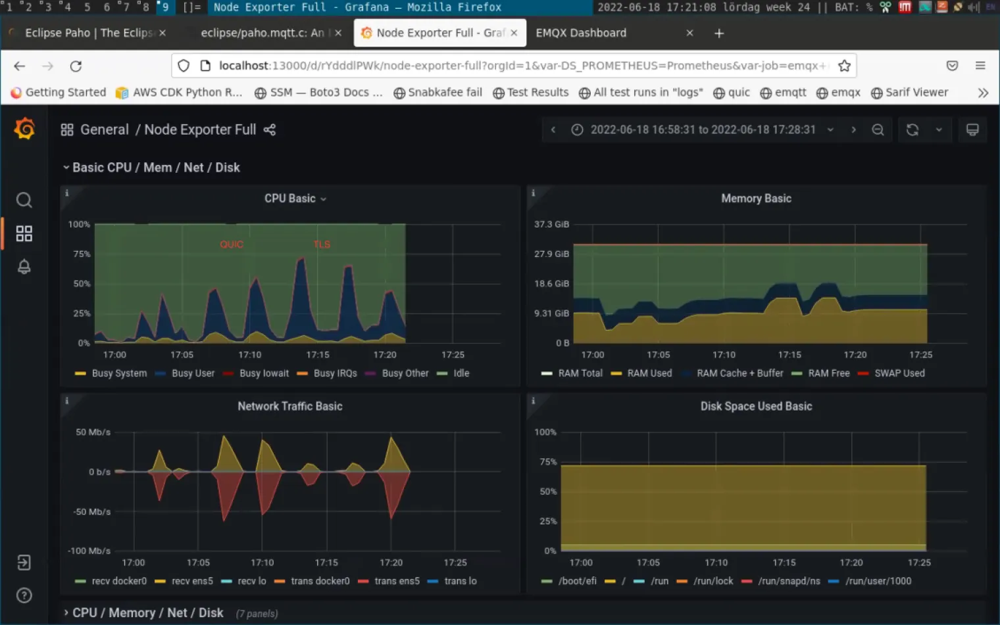 1 2 3 4 5 6 7 8 9 []= Node Exporter Full - Grafana — Mozilla Firefox 2022-06-18 17:21:08 lördag week 24 || BAT: % EN
Eclipse Paho | The Eclips eclipse/paho.mqtt.c: An Node Exporter Full - Graf EMQX Dashboard
localhost:13000/d/rYdddlPWk/node-exporter-full?orgId=1&var-DS_PROMETHEUS=Prometheus&var-job=emqx
Getting Started AWS CDK Python R... SSM — Boto3 Docs ... Snabkafee fail Test Results All test runs in "logs" quic emqtt emqx Sarif Viewer
General / Node Exporter Full 2022-06-18 16:58:31 to 2022-06-18 17:28:31
Basic CPU / Mem / Net / Disk
CPU Basic
100%
75%
50%
25%
0%
QUIC TLS
17:00 17:05 17:10 17:15 17:20 17:25
Busy System Busy User Busy Iowait Busy IRQs Busy Other Idle
Memory Basic
37.3 GiB
27.9 GiB
18.6 GiB
9.31 GiB
0 B
17:00 17:05 17:10 17:15 17:20 17:25
RAM Total RAM Used RAM Cache + Buffer RAM Free SWAP Used
Network Traffic Basic
50 Mb/s
0 b/s
-50 Mb/s
-100 Mb/s
17:00 17:05 17:10 17:15 17:20 17:25
recv docker0 recv ens5 recv lo trans docker0 trans ens5 trans lo
Disk Space Used Basic
100%
75%
50%
25%
0%
17:00 17:05 17:10 17:15 17:20 17:25
/boot/efi / /run /run/lock /run/snapd/ns /run/user/1000
CPU / Memory / Net / Disk (7 panels)